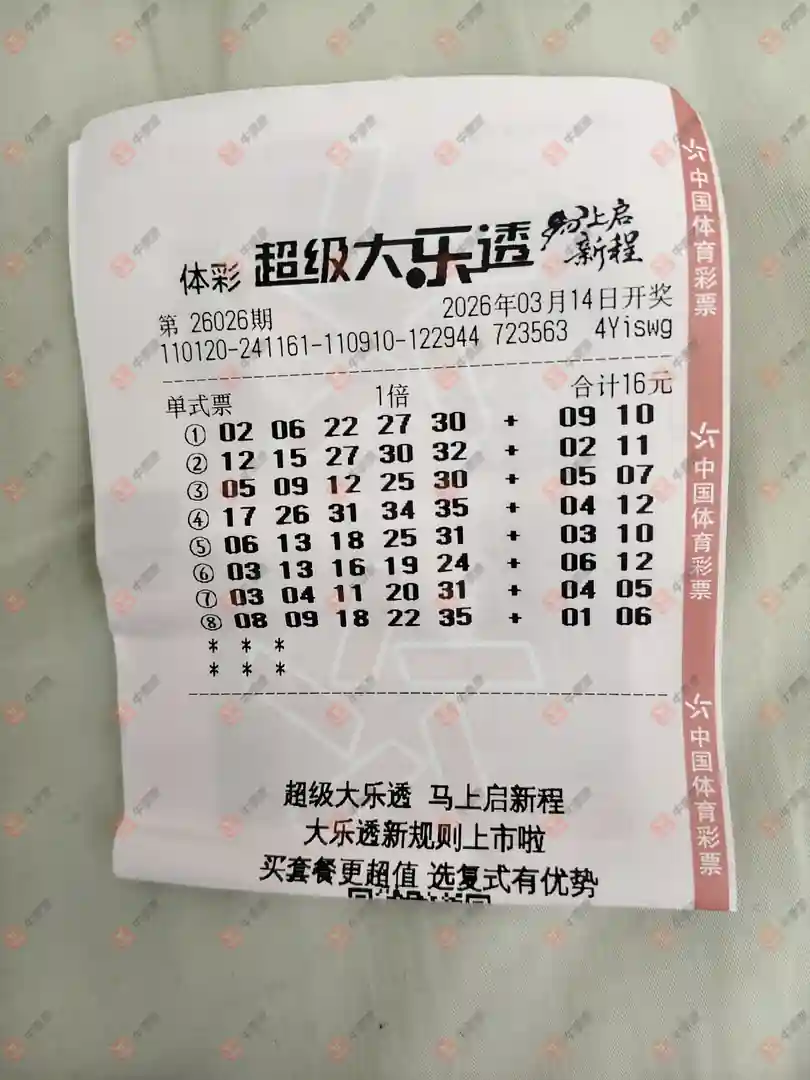 体彩 超级大乐透 马上启新程
第 26026期 2026年03月14日开奖
110120-241161-110910-122944 723563 4Yiswg
单式票 1倍 合计16元
① 02 06 22 27 30 + 09 10
② 12 15 27 30 32 + 02 11
③ 05 09 12 25 30 + 05 07
④ 17 26 31 34 35 + 04 12
⑤ 06 13 18 25 31 + 03 10
⑥ 03 13 16 19 24 + 06 12
⑦ 03 04 11 20 31 + 04 05
⑧ 08 09 18 22 35 + 01 06
* * *
* * *
超级大乐透 马上启新程
大乐透新规则上市啦
买套餐更超值 选复式有优势
中国体育彩票
中国体育彩票
中国体育彩票